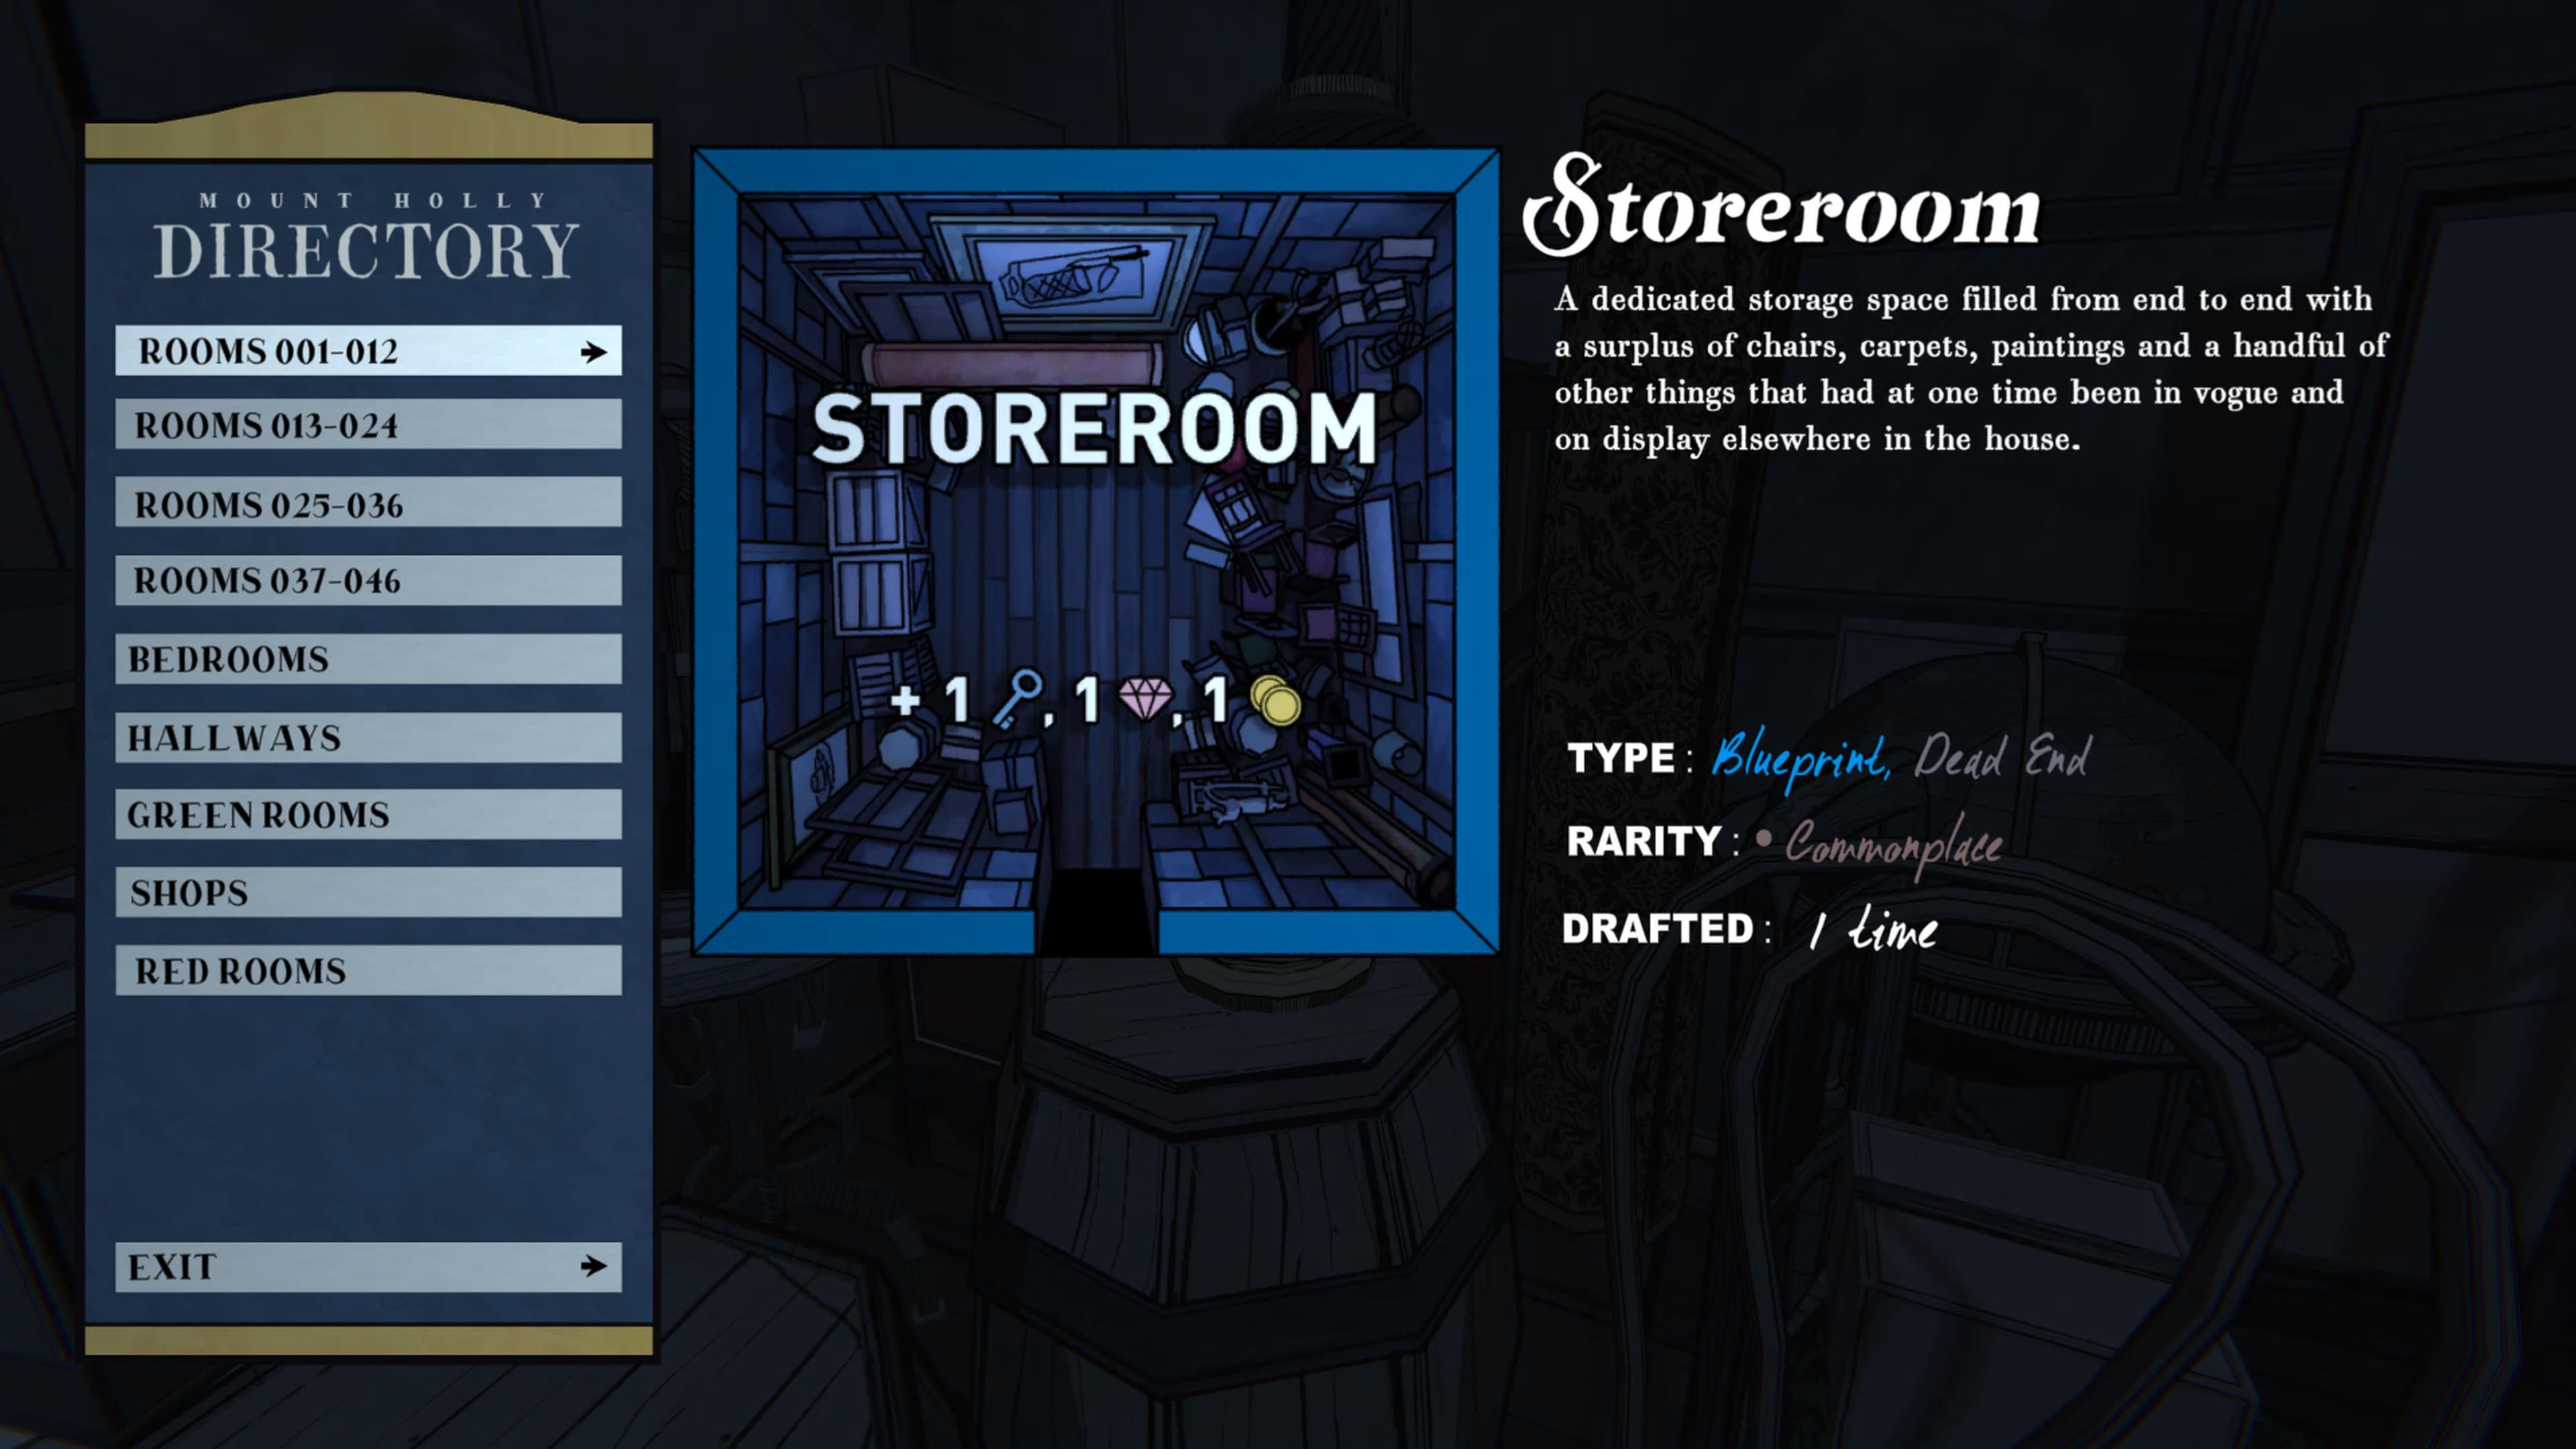 MOUNT HOLLY
DIRECTORY
ROOMS 001-012
ROOMS 013-024
ROOMS 025-036
ROOMS 037-046
BEDROOMS
HALLWAYS
GREEN ROOMS
SHOPS
RED ROOMS
EXIT
STOREROOM
+ 1 , 1 , 1
Storeroom
A dedicated storage space filled from end to end with
a surplus of chairs, carpets, paintings and a handful of
other things that had at one time been in vogue and
on display elsewhere in the house.
TYPE : Blueprint, Dead End
RARITY : • Commonplace
DRAFTED : 1 time